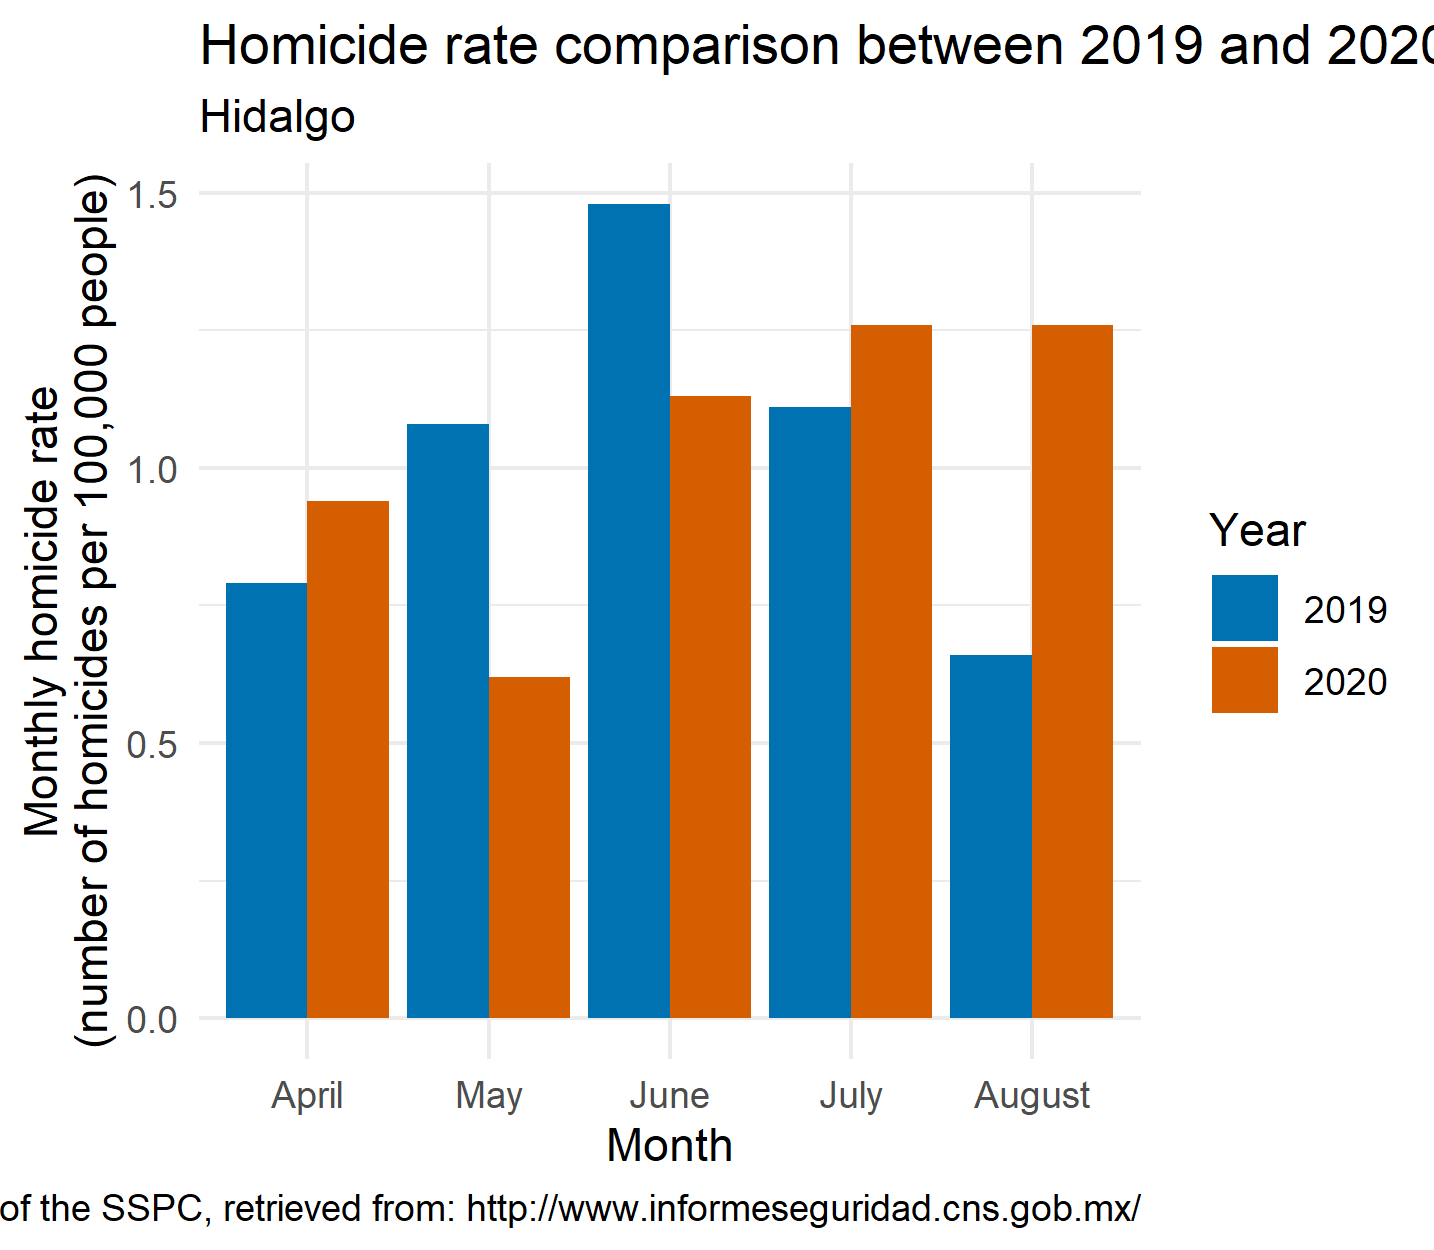 Homicide rate comparison between 2019 and 2020
Hidalgo
Monthly homicide rate
(number of homicides per 100,000 people)
1.5
1.0
0.5
0.0
April May June July August
Month
Year
2019
2020
of the SSPC, retrieved from: http://www.informeseguridad.cns.gob.mx/